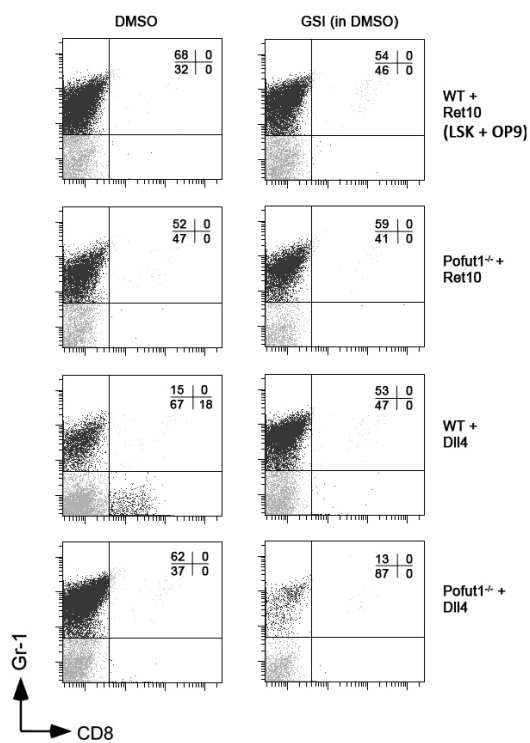 DMSO GSI (in DMSO)
68 0 54 0
32 0 46 0
WT +
Ret10
(LSK + OP9)
52 0 59 0
47 0 41 0
Pofut1-/- +
Ret10
15 0 53 0
67 18 47 0
WT +
Dll4
62 0 13 0
37 0 87 0
Pofut1-/- +
Dll4
Gr-1
CD8